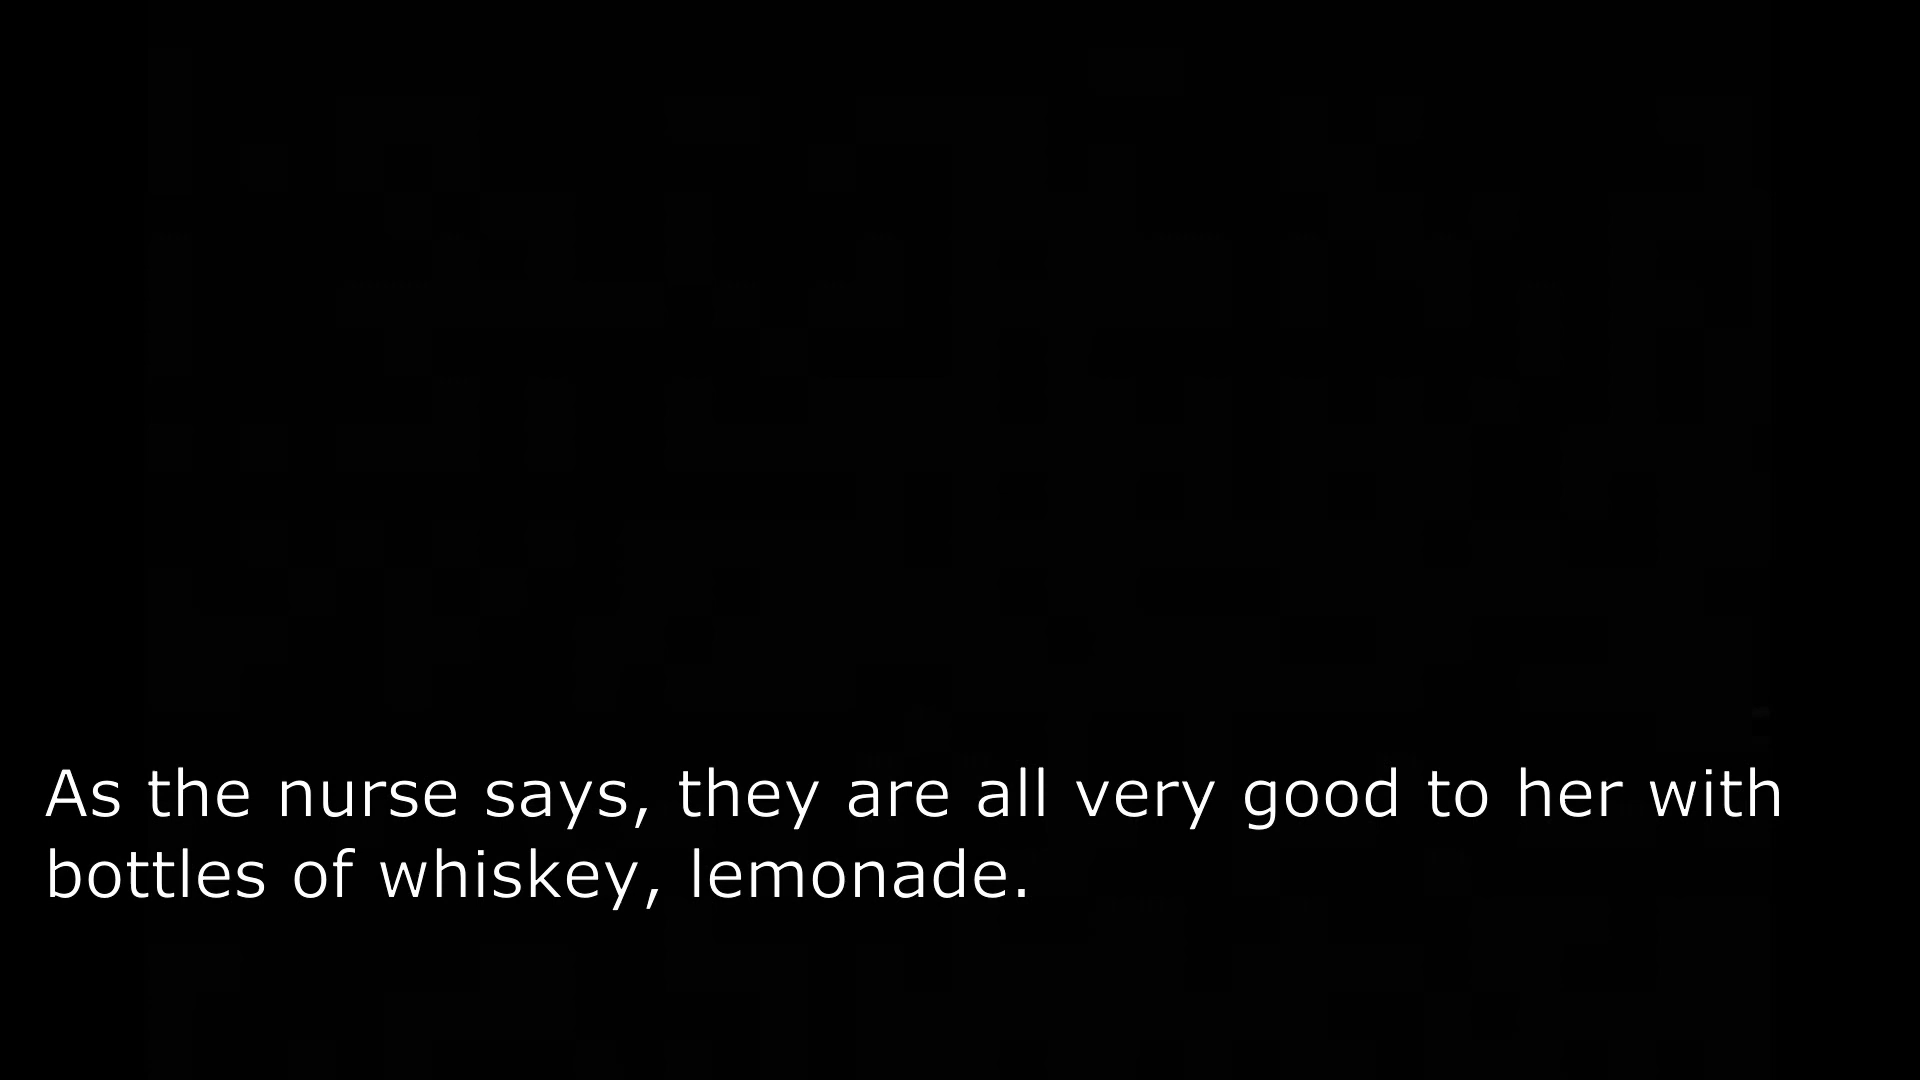 As the nurse says, they are all very good to her with
bottles of whiskey, lemonade.